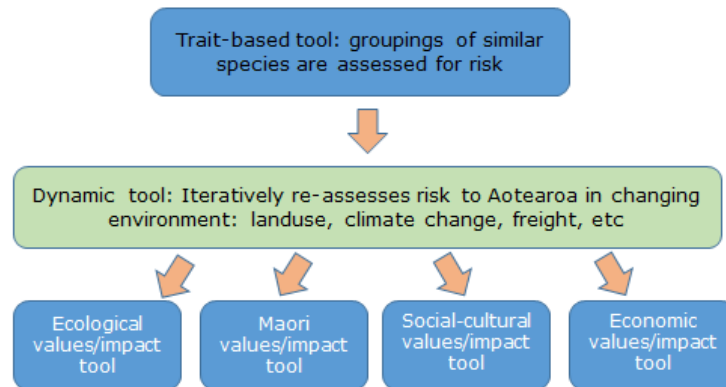 Trait-based tool: groupings of similar
species are assessed for risk
Dynamic tool: Iteratively re-assesses risk to Aotearoa in changing
environment: landuse, climate change, freight, etc
Ecological
values/impact
tool
Maori
values/impact
tool
Social-cultural
values/impact
tool
Economic
values/impact
tool